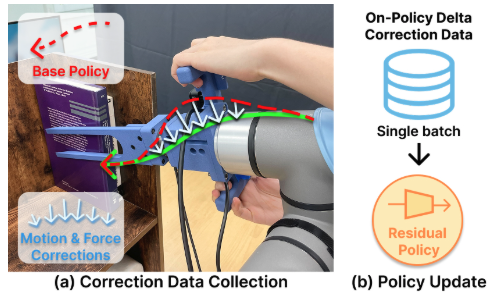 Base Policy
Motion & Force
Corrections
(a) Correction Data Collection
On-Policy Delta
Correction Data
Single batch
Residual
Policy
(b) Policy Update